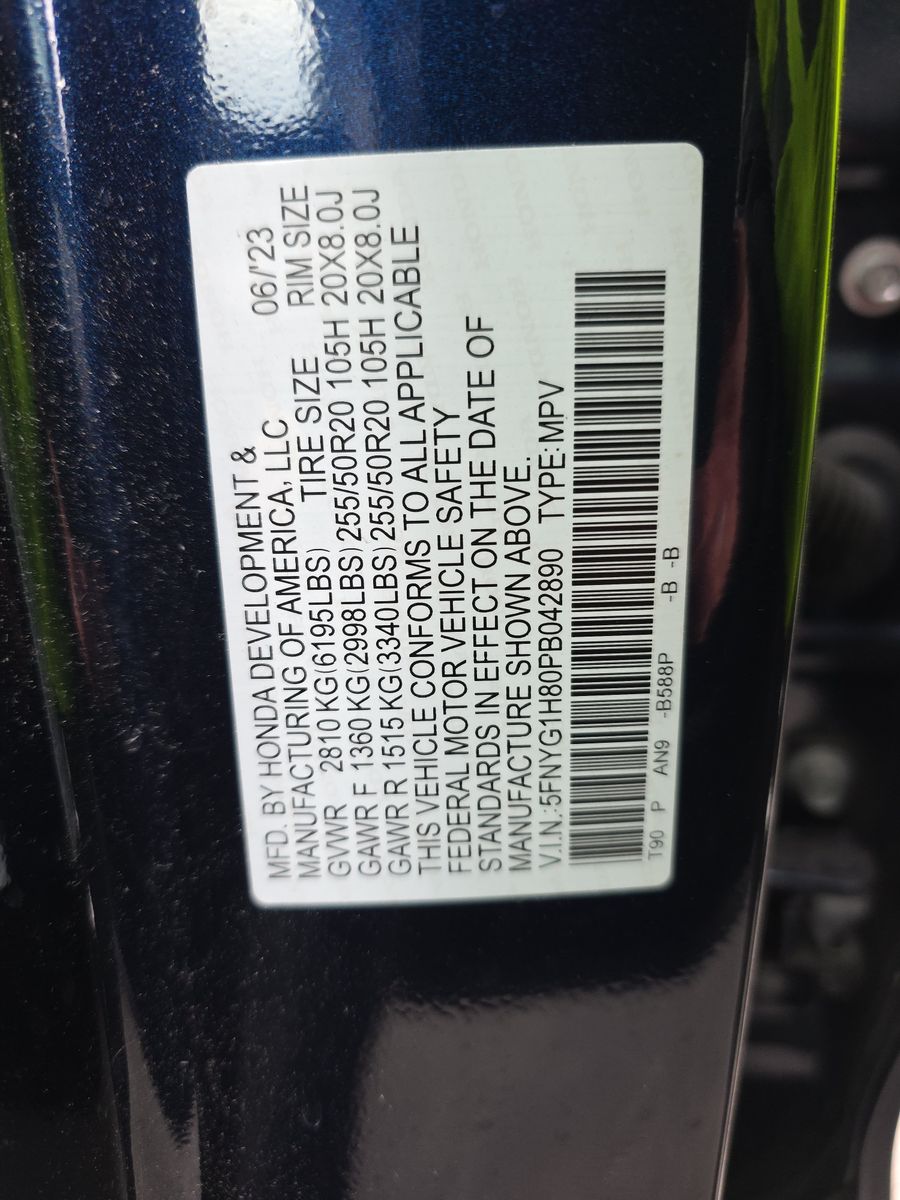 MFD. BY HONDA DEVELOPMENT &
MANUFACTURING OF AMERICA, LLC 06/'23
GVWR 2810 KG(6195LBS) TIRE SIZE RIM SIZE
GAWR F 1360 KG(2998LBS) 255/50R20 105H 20X8.0J
GAWR R 1515 KG(3340LBS) 255/50R20 105H 20X8.0J
THIS VEHICLE CONFORMS TO ALL APPLICABLE
FEDERAL MOTOR VEHICLE SAFETY
STANDARDS IN EFFECT ON THE DATE OF
MANUFACTURE SHOWN ABOVE.
V.I.N.:5FNYG1H80PB042890 TYPE:MPV
T90 P AN9 -B588P -B -B